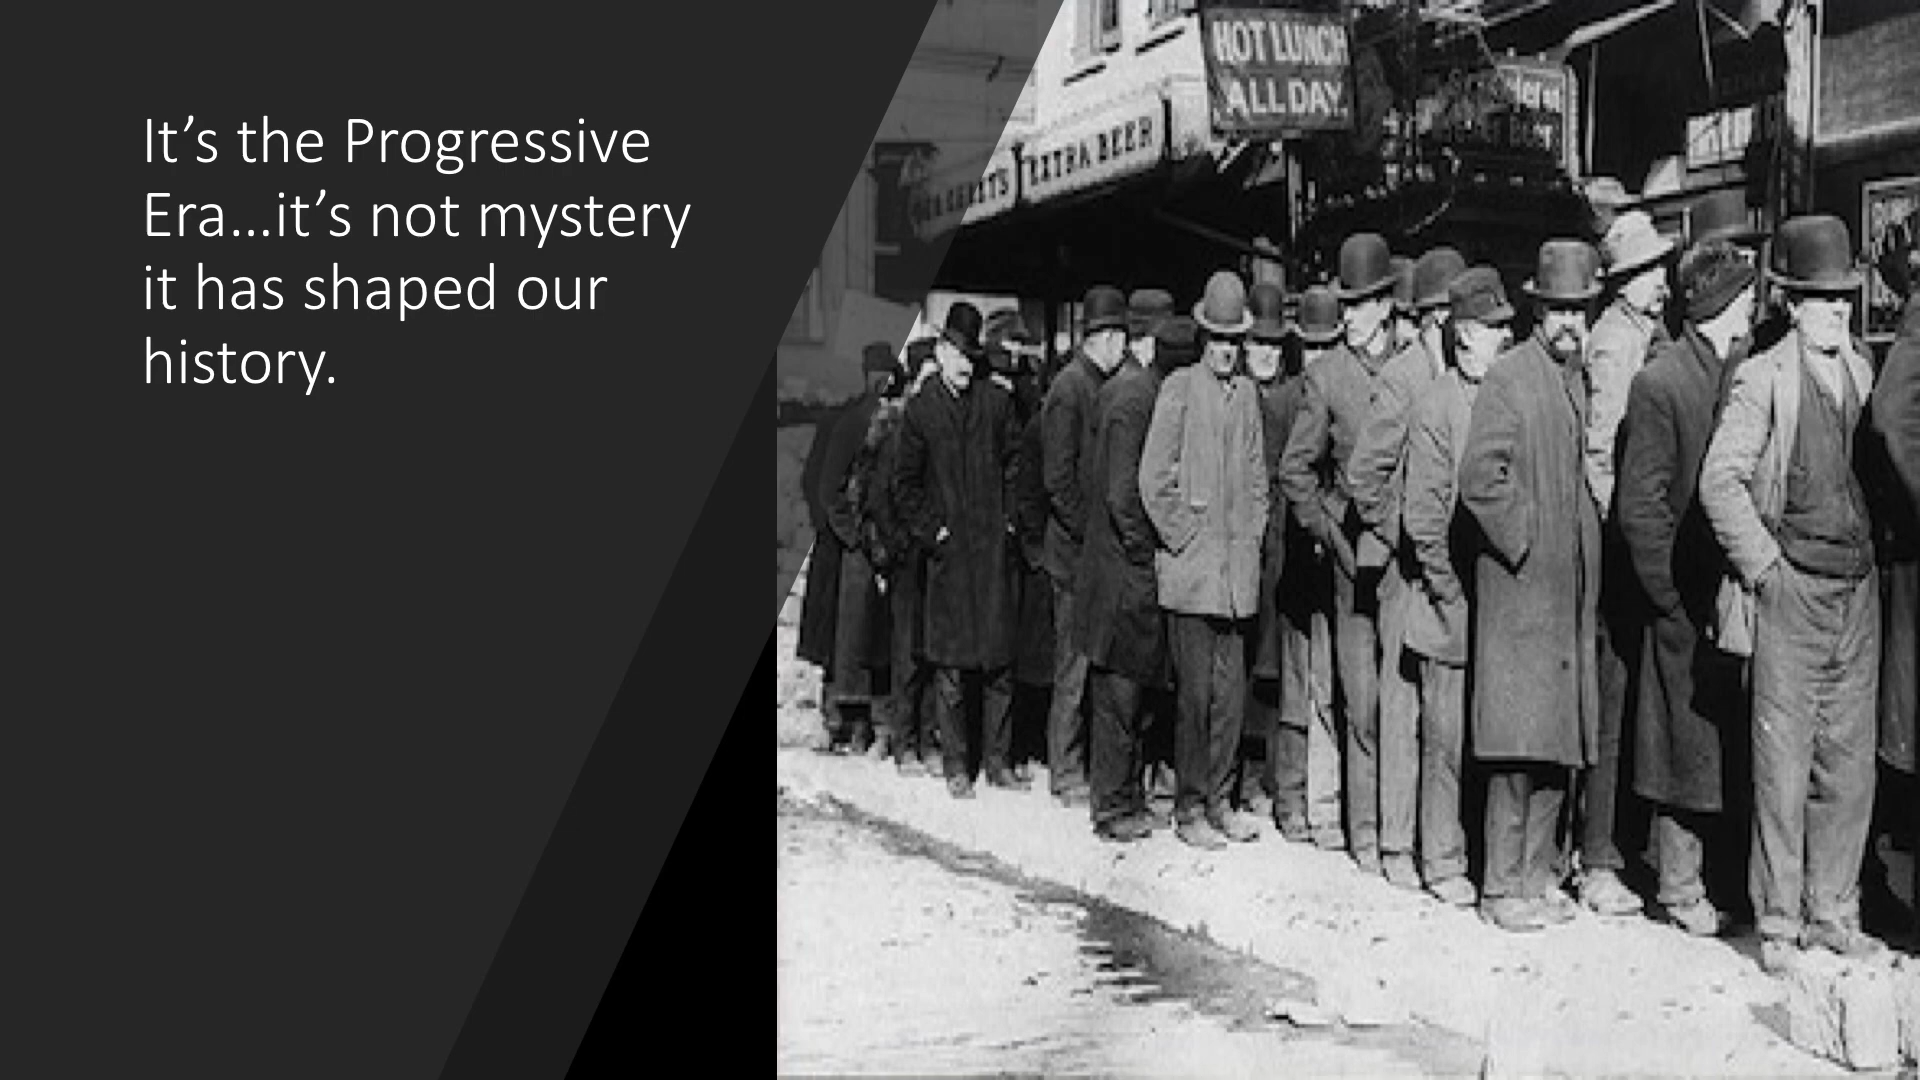 It’s the Progressive
Era…it’s not mystery
it has shaped our
history.
HOT LUNCH
ALL DAY.
EXTRA BEER